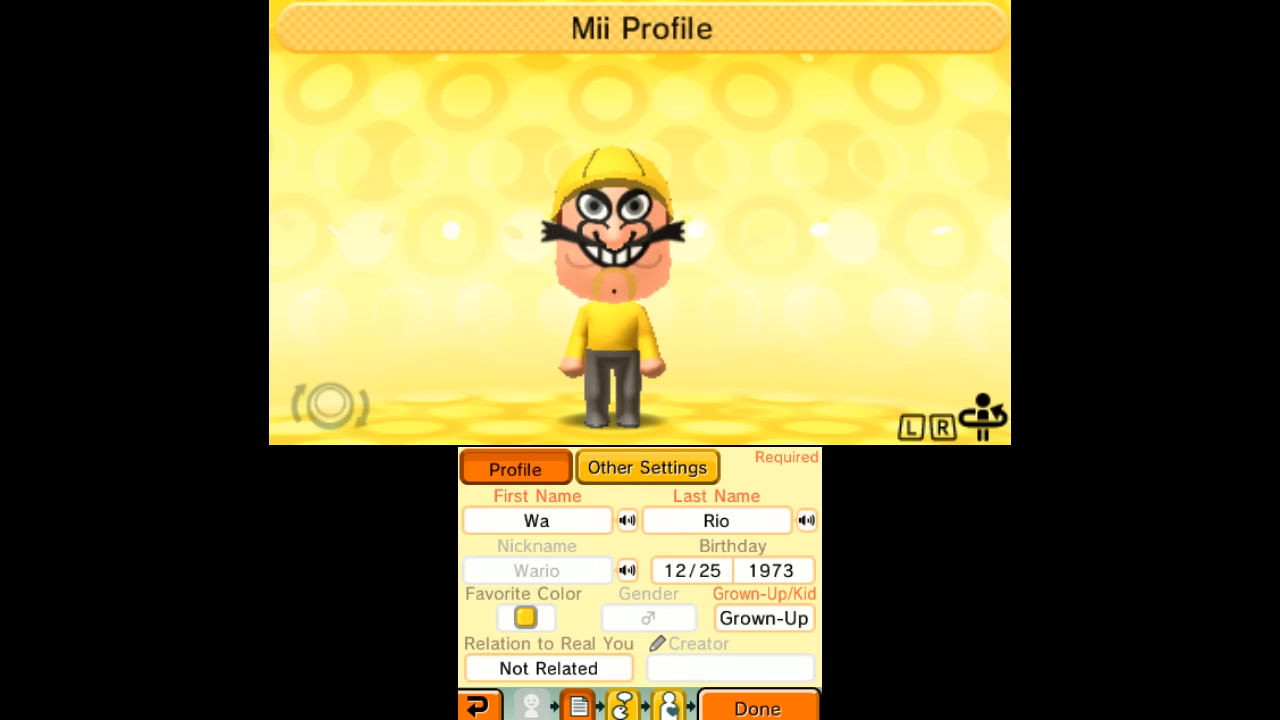 Mii Profile
L R
Profile Other Settings Required
First Name Last Name
Wa Rio
Nickname Birthday
Wario 12/25 1973
Favorite Color Gender Grown-Up/Kid
♂ Grown-Up
Relation to Real You Creator
Not Related
Done